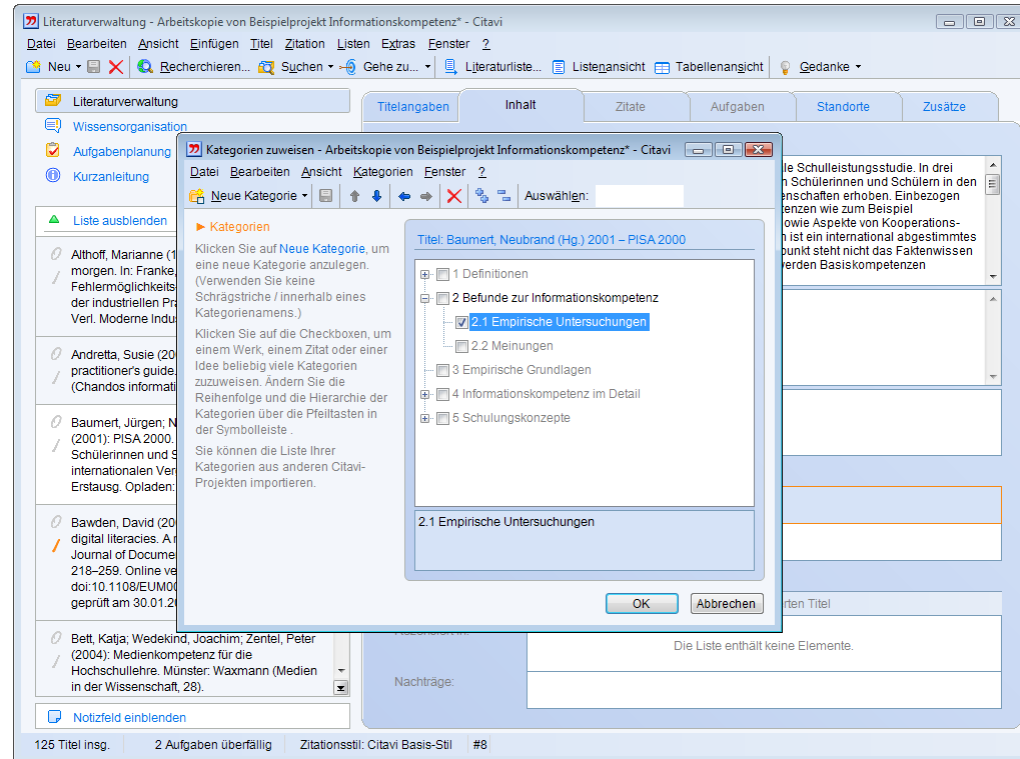 Literaturverwaltung - Arbeitskopie von Beispielprojekt Informationskompetenz* - Citavi
Datei Bearbeiten Ansicht Einfügen Titel Zitation Listen Extras Fenster ?
Neu Recherchieren... Suchen Gehe zu... Literaturliste... Listenansicht Tabellenansicht Gedanke
Literaturverwaltung
Wissensorganisation
Aufgabenplanung
Kurzanleitung
Liste ausblenden
Althoff, Marianne (1
morgen. In: Franke,
Fehlermöglichkeits
der industriellen Pr
Verl. Moderne Indu
Andretta, Susie (20
practitioner's guide.
(Chandos informati
Baumert, Jürgen; N
(2001): PISA 2000.
Schülerinnen und S
internationalen Ver
Erstausg. Opladen:
Bawden, David (20
digital literacies. A r
Journal of Docume
218–259. Online ve
doi:10.1108/EUM00
geprüft am 30.01.2
Bett, Katja; Wedekind, Joachim; Zentel, Peter
(2004): Medienkompetenz für die
Hochschullehre. Münster: Waxmann (Medien
in der Wissenschaft, 28).
Notizfeld einblenden
Titelangaben Inhalt Zitate Aufgaben Standorte Zusätze
le Schulleistungsstudie. In drei
n Schülerinnen und Schülern in den
enschaften erhoben. Einbezogen
enzen wie zum Beispiel
owie Aspekte von Kooperations-
n ist ein international abgestimmtes
punkt steht nicht das Faktenwissen
werden Basiskompetenzen
Kategorien zuweisen - Arbeitskopie von Beispielprojekt Informationskompetenz* - Citavi
Datei Bearbeiten Ansicht Kategorien Fenster ?
Neue Kategorie Auswählen:
Kategorien
Klicken Sie auf Neue Kategorie, um
eine neue Kategorie anzulegen.
(Verwenden Sie keine
Schrägstriche / innerhalb eines
Kategorienamens.)
Klicken Sie auf die Checkboxen, um
einem Werk, einem Zitat oder einer
Idee beliebig viele Kategorien
zuzuweisen. Ändern Sie die
Reihenfolge und die Hierarchie der
Kategorien über die Pfeiltasten in
der Symbolleiste .
Sie können die Liste Ihrer
Kategorien aus anderen Citavi-
Projekten importieren.
Titel: Baumert, Neubrand (Hg.) 2001 – PISA 2000
1 Definitionen
2 Befunde zur Informationskompetenz
2.1 Empirische Untersuchungen
2.2 Meinungen
3 Empirische Grundlagen
4 Informationskompetenz im Detail
5 Schulungskonzepte
2.1 Empirische Untersuchungen
OK Abbrechen
rten Titel
Die Liste enthält keine Elemente.
Nachträge:
125 Titel insg. 2 Aufgaben überfällig Zitationsstil: Citavi Basis-Stil #8